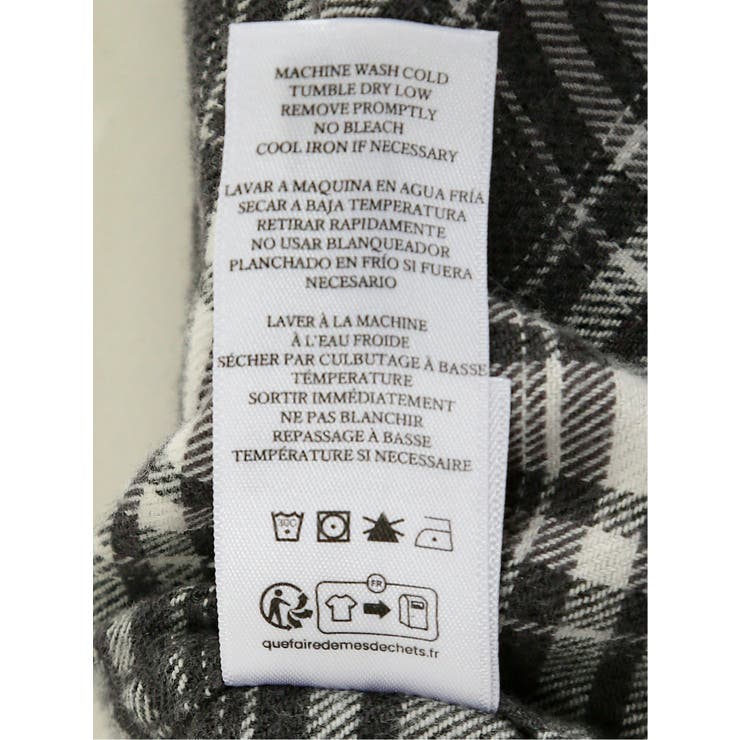 MACHINE WASH COLD
TUMBLE DRY LOW
REMOVE PROMPTLY
NO BLEACH
COOL IRON IF NECESSARY
LAVAR A MAQUINA EN AGUA FRÍA
SECAR A BAJA TEMPERATURA
RETIRAR RAPIDAMENTE
NO USAR BLANQUEADOR
PLANCHADO EN FRÍO SI FUERA
NECESARIO
LAVER À LA MACHINE
À L'EAU FROIDE
SÉCHER PAR CULBUTAGE À BASSE
TÉMPERATURE
SORTIR IMMÉDIATEMENT
NE PAS BLANCHIR
REPASSAGE À BASSE
TEMPÉRATURE SI NECESSAIRE
30C
FR
quefairedemesdechets.fr